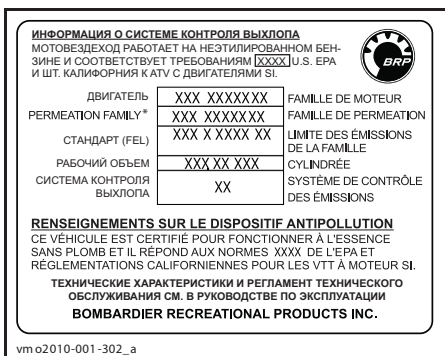 ИНФОРМАЦИЯ О СИСТЕМЕ КОНТРОЛЯ ВЫХЛОПА
МОТОВЕЗДЕХОД РАБОТАЕТ НА НЕЭТИЛИРОВАННОМ БЕН-
ЗИНЕ И СООТВЕТСТВУЕТ ТРЕБОВАНИЯМ XXXX U.S. EPA
И ШТ. КАЛИФОРНИЯ К ATV С ДВИГАТЕЛЯМИ SI.
BRP
ДВИГАТЕЛЬ XXX XXXXXXX FAMILLE DE MOTEUR
PERMEATION FAMILY* XXX XXXXXXX FAMILLE DE PERMEATION
СТАНДАРТ (FEL) XXX X XXXX XX LIMITE DES ÉMISSIONS
DE LA FAMILLE
РАБОЧИЙ ОБЪЕМ XXX XX XXX CYLINDRÉE
СИСТЕМА КОНТРОЛЯ ВЫХЛОПА XX SYSTÈME DE CONTRÔLE
DES ÉMISSIONS
RENSEIGNEMENTS SUR LE DISPOSITIF ANTIPOLLUTION
CE VÉHICULE EST CERTIFIÉ POUR FONCTIONNER À L'ESSENCE
SANS PLOMB ET IL RÉPOND AUX NORMES XXXX DE L'EPA ET
RÉGLEMENTATIONS CALIFORNIENNES POUR LES VTT À MOTEUR SI.
ТЕХНИЧЕСКИЕ ХАРАКТЕРИСТИКИ И РЕГЛАМЕНТ ТЕХНИЧЕСКОГО
ОБСЛУЖИВАНИЯ СМ. В РУКОВОДСТВЕ ПО ЭКСПЛУАТАЦИИ
BOMBARDIER RECREATIONAL PRODUCTS INC.
vmo2010-001-302_a